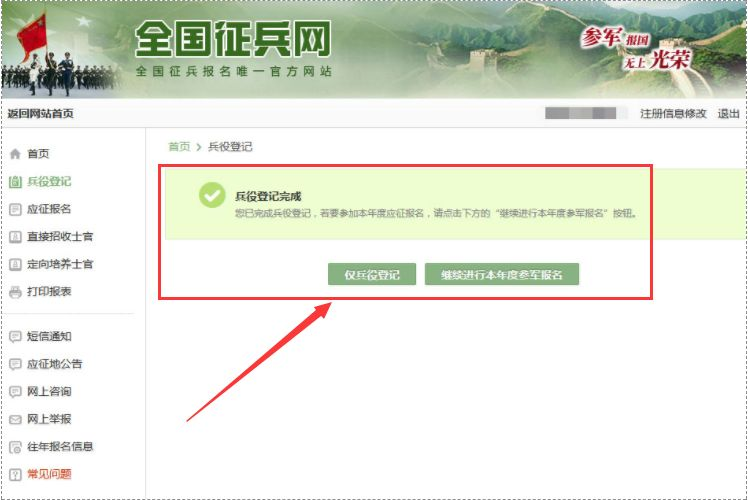 全国征兵网
全国征兵报名唯一官方网站
参军 报国
无上 光荣
返回网站首页
注册信息修改 退出
首页
兵役登记
应征报名
直接招收士官
定向培养士官
打印报表
短信通知
应征地公告
网上咨询
网上举报
往年报名信息
常见问题
首页 > 兵役登记
兵役登记完成
您已完成兵役登记，若要参加本年度应征报名，请点击下方的“继续进行本年度参军报名”按钮。
仅兵役登记 继续进行本年度参军报名